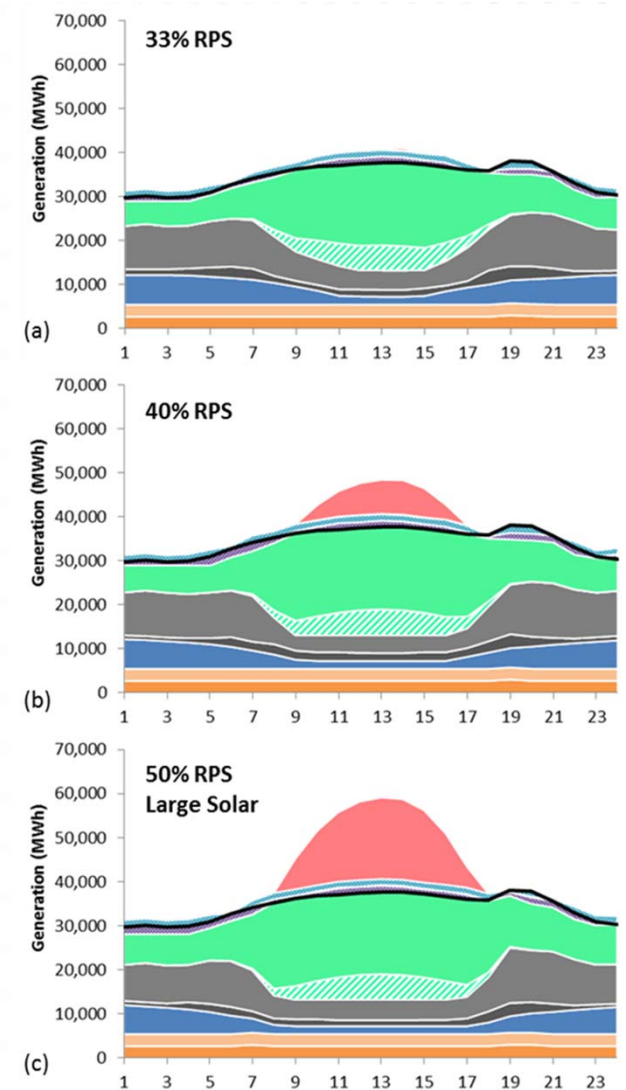 70,000
33% RPS
60,000
50,000
40,000
30,000
20,000
10,000
0
Generation (MWh)
(a)
1 3 5 7 9 11 13 15 17 19 21 23
70,000
40% RPS
60,000
50,000
40,000
30,000
20,000
10,000
0
Generation (MWh)
(b)
1 3 5 7 9 11 13 15 17 19 21 23
70,000
50% RPS
Large Solar
60,000
50,000
40,000
30,000
20,000
10,000
0
Generation (MWh)
(c)
1 3 5 7 9 11 13 15 17 19 21 23